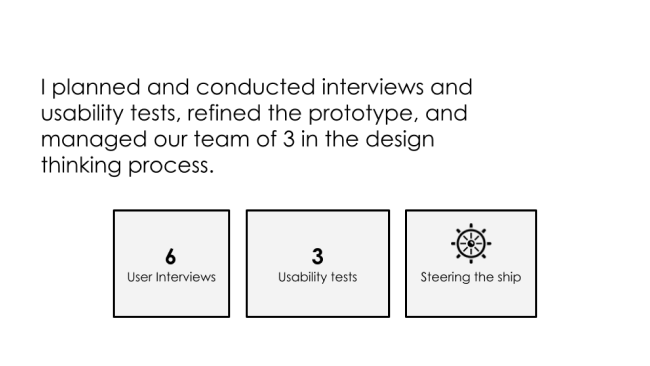 I planned and conducted interviews and
usability tests, refined the prototype, and
managed our team of 3 in the design
thinking process.
6
User Interviews
3
Usability tests
Steering the ship